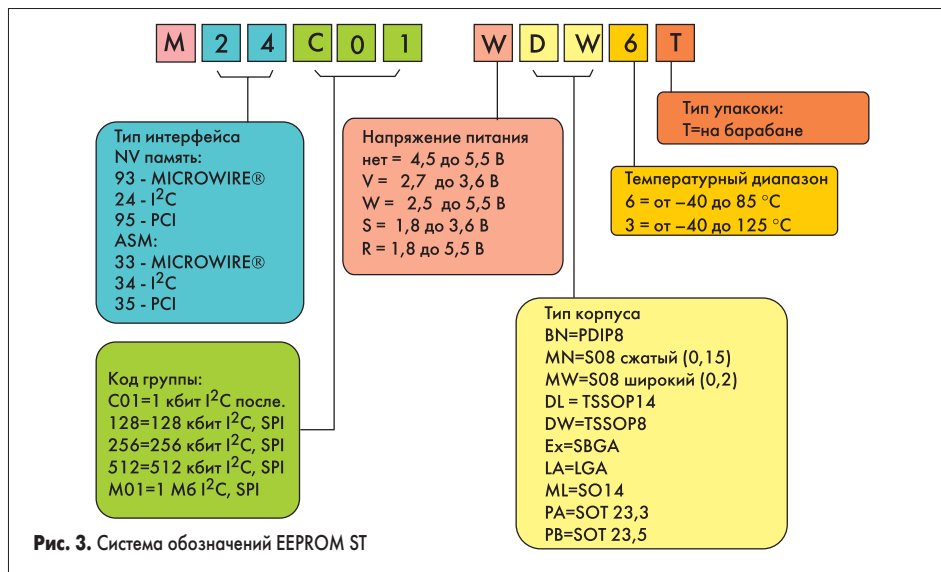 M 2 4 C 0 1 W D W 6 T
Тип интерфейса
NV память:
93 - MICROWIRE®
24 - I²C
95 - PCI
ASM:
33 - MICROWIRE®
34 - I²C
35 - PCI
Код группы:
C01=1 кбит I²C после.
128=128 кбит I²C, SPI
256=256 кбит I²C, SPI
512=512 кбит I²C, SPI
M01=1 Мб I²C, SPI
Напряжение питания
нет = 4,5 до 5,5 В
V = 2,7 до 3,6 В
W = 2,5 до 5,5 В
S = 1,8 до 3,6 В
R = 1,8 до 5,5 В
Тип упакоки:
T=на барабане
Температурный диапазон
6 = от –40 до 85 °C
3 = от –40 до 125 °C
Тип корпуса
BN=PDIP8
MN=S08 сжатый (0,15)
MW=S08 широкий (0,2)
DL = TSSOP14
DW=TSSOP8
Ex=SBGA
LA=LGA
ML=SO14
PA=SOT 23,3
PB=SOT 23,5
Рис. 3. Система обозначений EEPROM ST